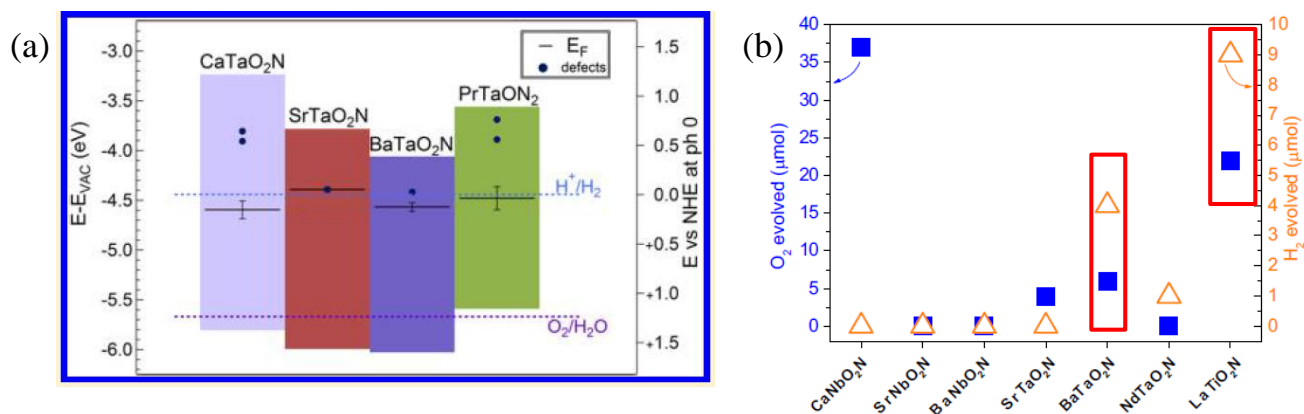 (a)
-3.0
-3.5
-4.0
-4.5
-5.0
-5.5
-6.0
E-E_VAC (eV)
CaTaO₂N
SrTaO₂N
BaTaO₂N
PrTaON₂
E_F
defects
H⁺/H₂
O₂/H₂O
1.5
1.0
0.5
0.0
+0.5
+1.0
+1.5
E vs NHE at ph 0
(b)
40
35
30
25
20
15
10
5
0
O₂ evolved (μmol)
10
9
8
7
6
5
4
3
2
1
0
H₂ evolved (μmol)
CaNbO₂N
SrNbO₂N
BaNbO₂N
SrTaO₂N
BaTaO₂N
NdTaO₂N
LaTiO₂N